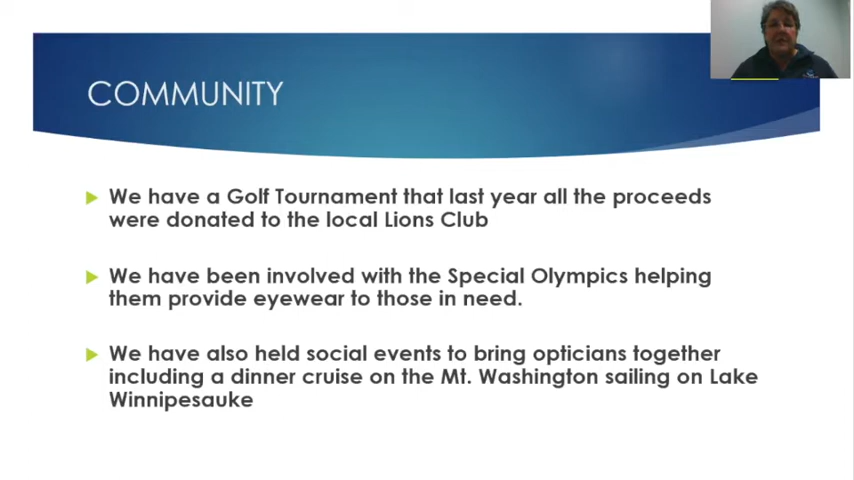 COMMUNITY
We have a Golf Tournament that last year all the proceeds
were donated to the local Lions Club
We have been involved with the Special Olympics helping
them provide eyewear to those in need.
We have also held social events to bring opticians together
including a dinner cruise on the Mt. Washington sailing on Lake
Winnipesauke